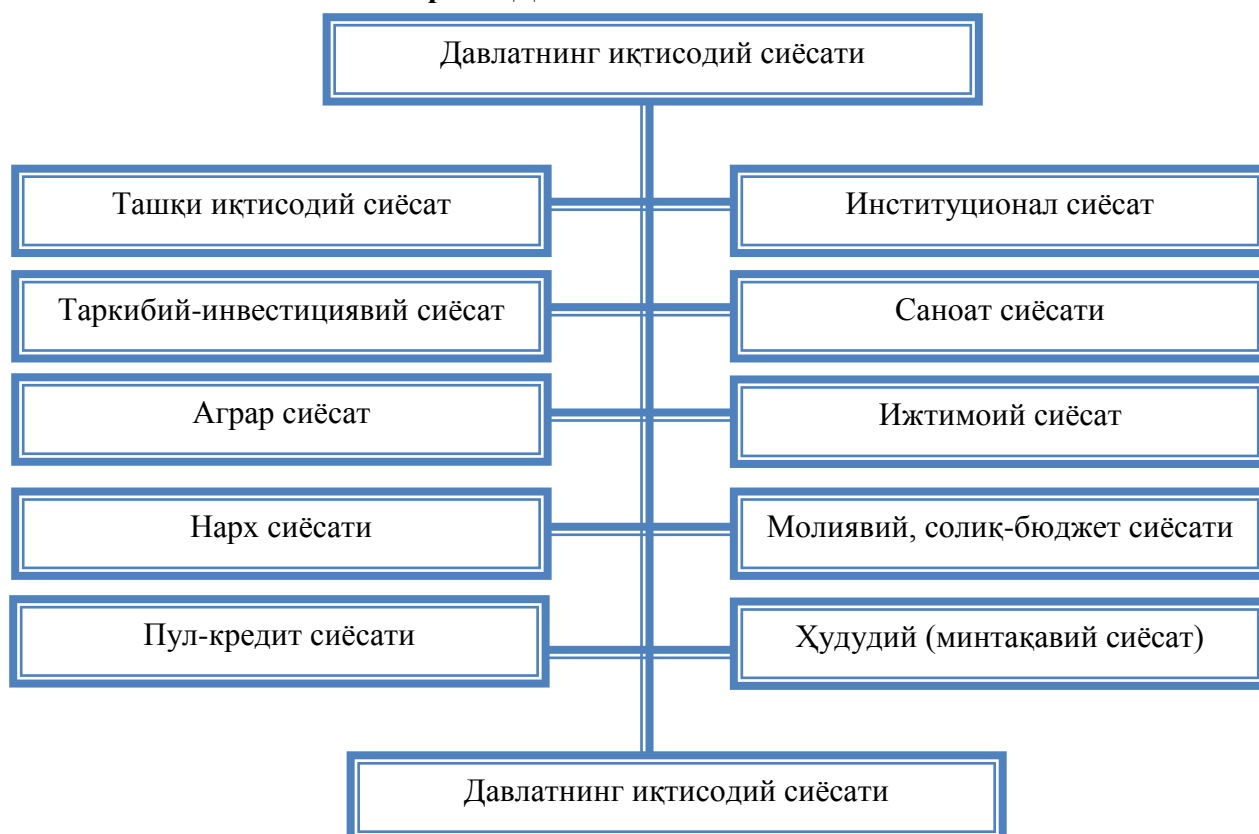 Давлатнинг иқтисодий сиёсати
Ташқи иқтисодий сиёсат
Институционал сиёсат
Таркибий-инвестициявий сиёсат
Саноат сиёсати
Аграр сиёсат
Ижтимоий сиёсат
Нарх сиёсати
Молиявий, солиқ-бюджет сиёсати
Пул-кредит сиёсати
Ҳудудий (минтақавий сиёсат)
Давлатнинг иқтисодий сиёсати